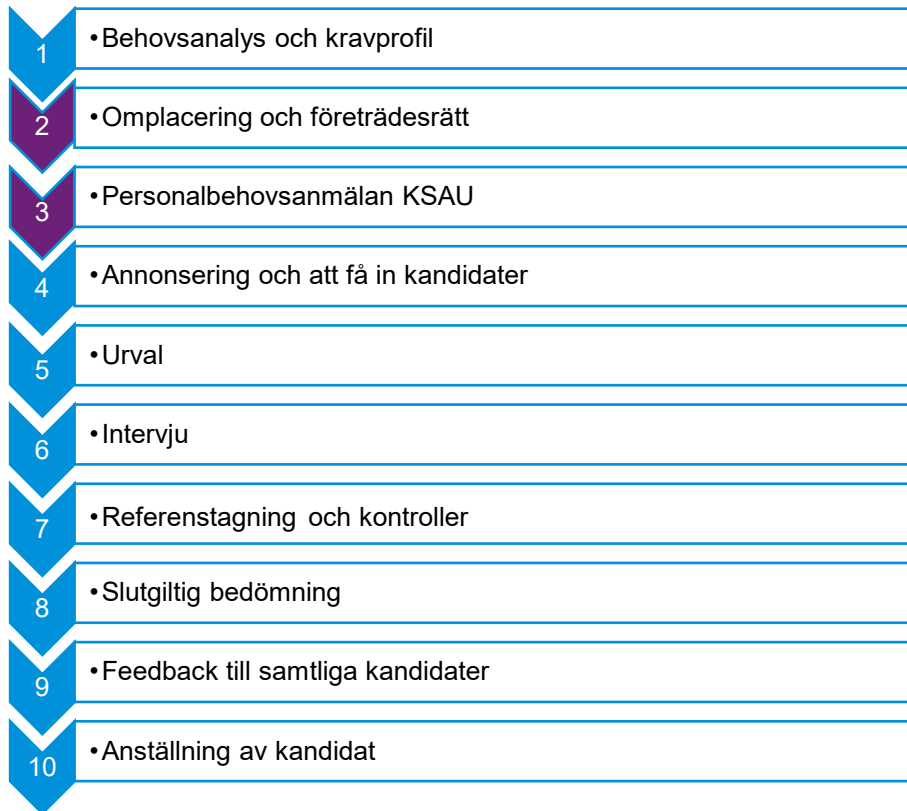 1 •Behovsanalys och kravprofil
2 •Omplacering och företrädesrätt
3 •Personalbehovsanmälan KSAU
4 •Annonsering och att få in kandidater
5 •Urval
6 •Intervju
7 •Referenstagning och kontroller
8 •Slutgiltig bedömning
9 •Feedback till samtliga kandidater
10 •Anställning av kandidat